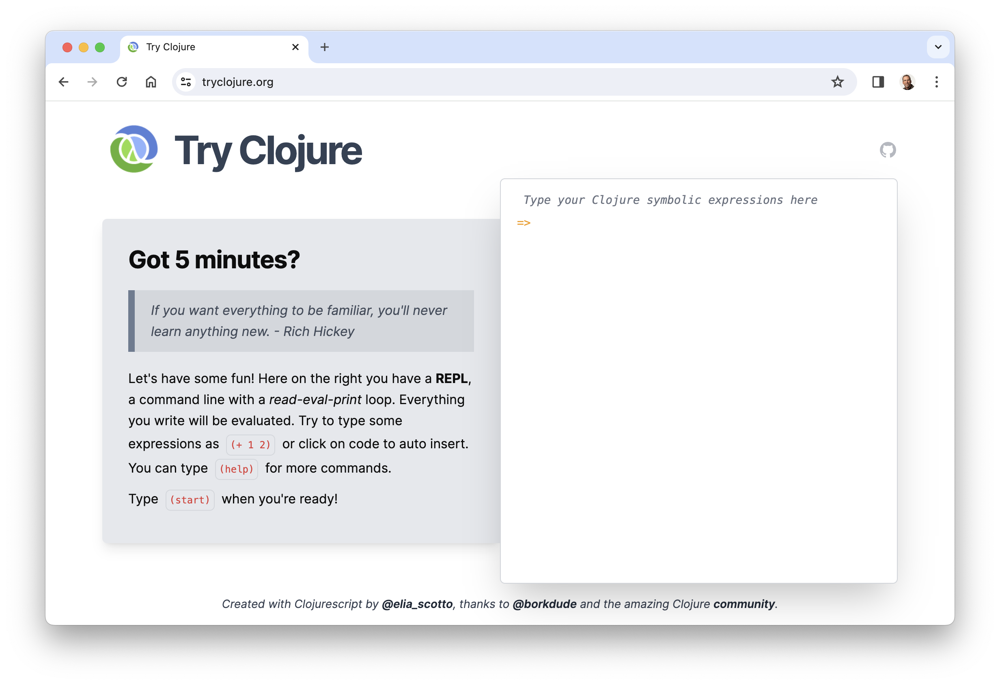 Try Clojure
tryclojure.org
Try Clojure
Type your Clojure symbolic expressions here
=>
Got 5 minutes?
If you want everything to be familiar, you'll never
learn anything new. - Rich Hickey
Let's have some fun! Here on the right you have a REPL,
a command line with a read-eval-print loop. Everything
you write will be evaluated. Try to type some
expressions as (+ 1 2) or click on code to auto insert.
You can type (help) for more commands.
Type (start) when you're ready!
Created with Clojurescript by @elia_scotto, thanks to @borkdude and the amazing Clojure community.